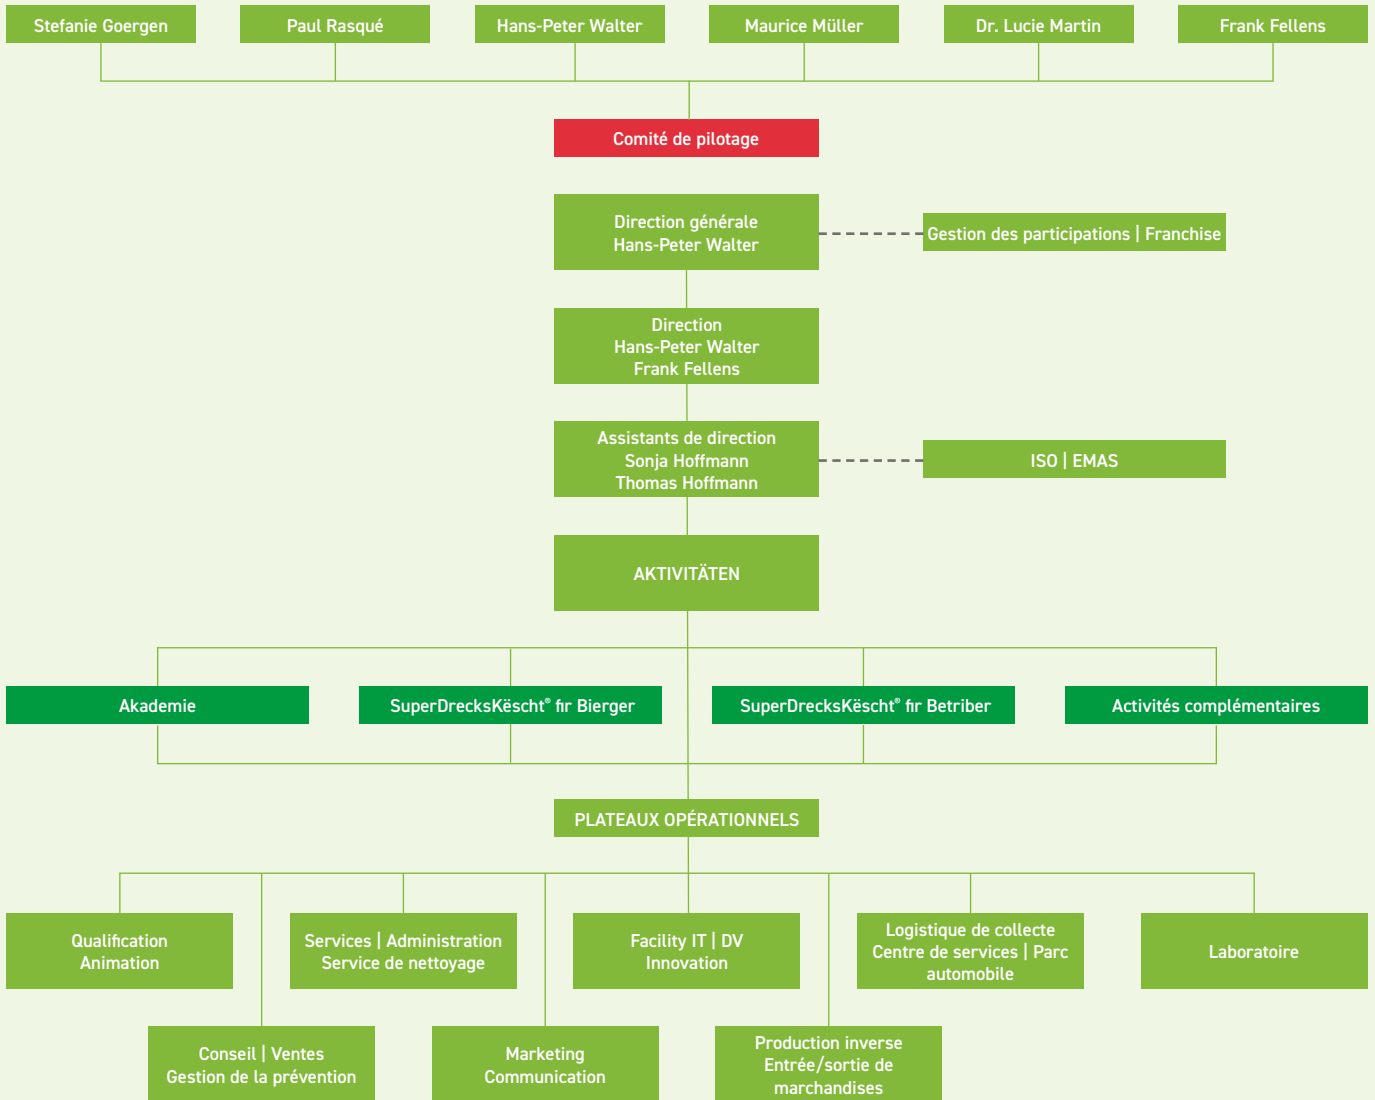 Stefanie Goergen
Paul Rasqué
Hans-Peter Walter
Maurice Müller
Dr. Lucie Martin
Frank Fellens
Comité de pilotage
Direction générale
Hans-Peter Walter
Gestion des participations | Franchise
Direction
Hans-Peter Walter
Frank Fellens
Assistants de direction
Sonja Hoffmann
Thomas Hoffmann
ISO | EMAS
AKTIVITÄTEN
Akademie
SuperDrecksKëscht® fir Bierger
SuperDrecksKëscht® fir Betriber
Activités complémentaires
PLATEAUX OPÉRATIONNELS
Qualification
Animation
Services | Administration
Service de nettoyage
Facility IT | DV
Innovation
Logistique de collecte
Centre de services | Parc
automobile
Laboratoire
Conseil | Ventes
Gestion de la prévention
Marketing
Communication
Production inverse
Entrée/sortie de
marchandises